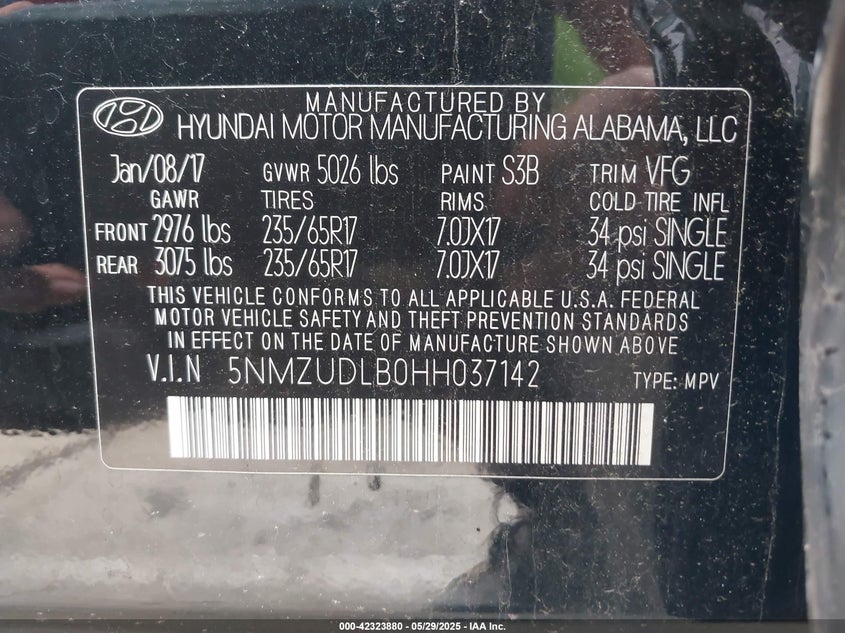 MANUFACTURED BY
HYUNDAI MOTOR MANUFACTURING ALABAMA, LLC
Jan/08/17 GVWR 5026 lbs PAINT S3B TRIM VFG
GAWR TIRES RIMS COLD TIRE INFL
FRONT 2976 lbs 235/65R17 7.0JX17 34 psi SINGLE
REAR 3075 lbs 235/65R17 7.0JX17 34 psi SINGLE
THIS VEHICLE CONFORMS TO ALL APPLICABLE U.S.A. FEDERAL
MOTOR VEHICLE SAFETY AND THEFT PREVENTION STANDARDS
IN EFFECT ON THE DATE OF MANUFACTURE SHOWN ABOVE
V.I.N 5NMZUDLB0HH037142 TYPE: MPV
000-42323880 - 05/29/2025 - IAA Inc.